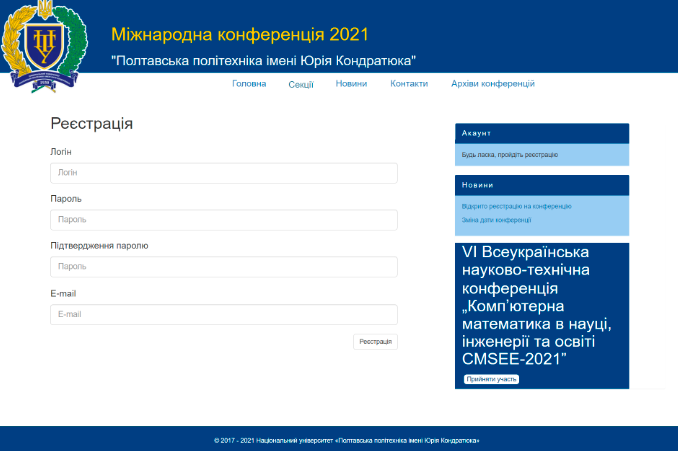 Міжнародна конференція 2021
"Полтавська політехніка імені Юрія Кондратюка"
Головна Секції Новини Контакти Архіви конференцій
Реєстрація
Логін
Логін
Пароль
Пароль
Підтвердження паролю
Пароль
E-mail
E-mail
Реєстрація
Акаунт
Будь ласка, пройдіть реєстрацію
Новини
Відкрито реєстрацію на конференцію
Зміна дати конференції
VI Всеукраїнська
науково-технічна
конференція
„Комп’ютерна
математика в науці,
інженерії та освіті
CMSEE-2021”
Прийняти участь
© 2017 - 2021 Національний університет «Полтавська політехніка імені Юрія Кондратюка»